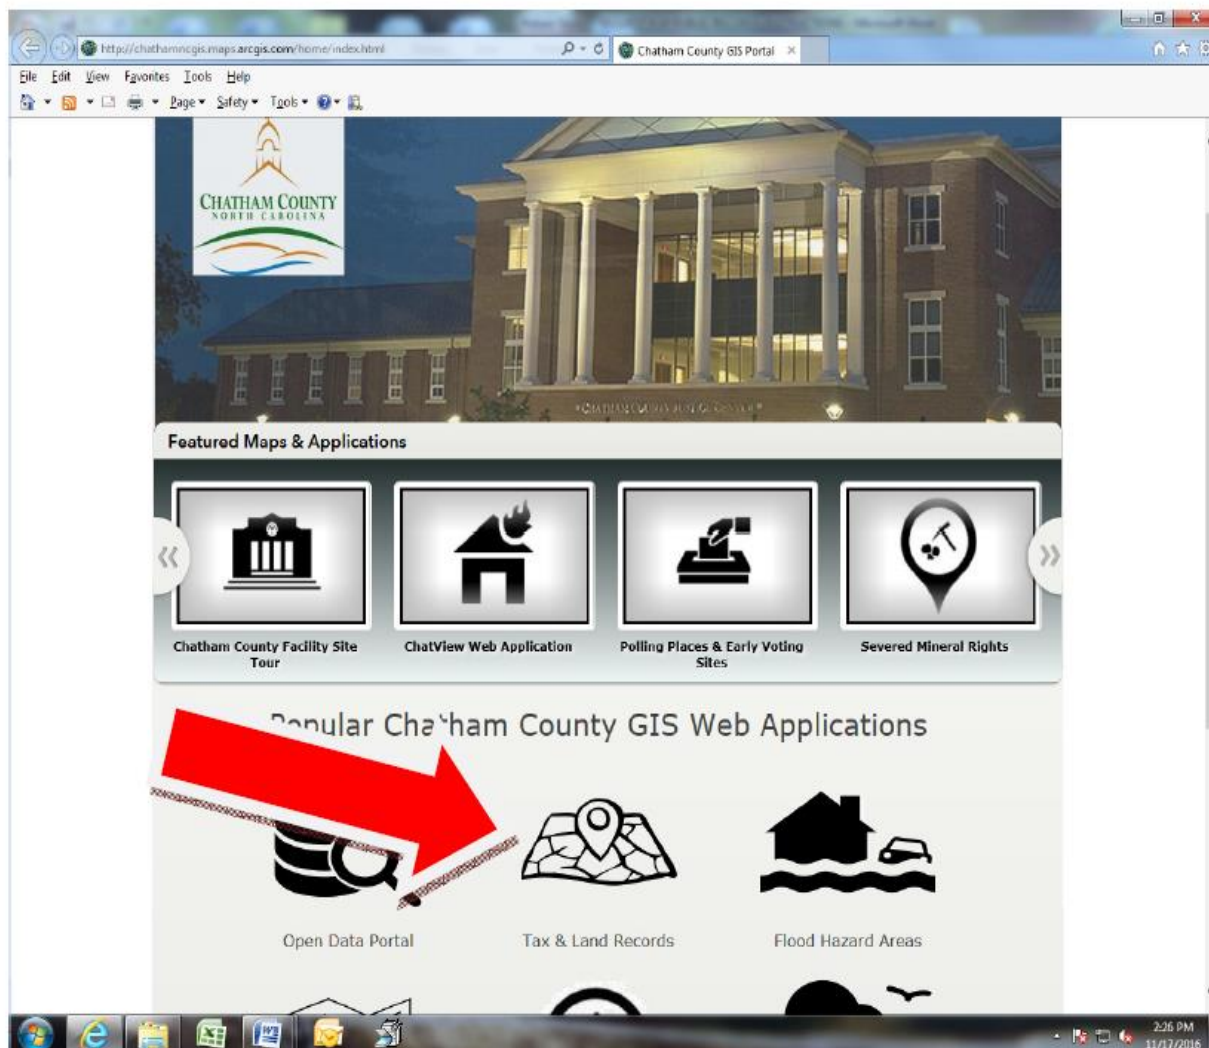 http://chathamncgis.maps.arcgis.com/home/index.html
Chatham County GIS Portal
File Edit View Favorites Tools Help
Page Safety Tools
CHATHAM COUNTY
NORTH CAROLINA
Featured Maps & Applications
Chatham County Facility Site
Tour
ChatView Web Application
Polling Places & Early Voting
Sites
Severed Mineral Rights
Popular Chatham County GIS Web Applications
Open Data Portal
Tax & Land Records
Flood Hazard Areas
2:26 PM
11/17/2016